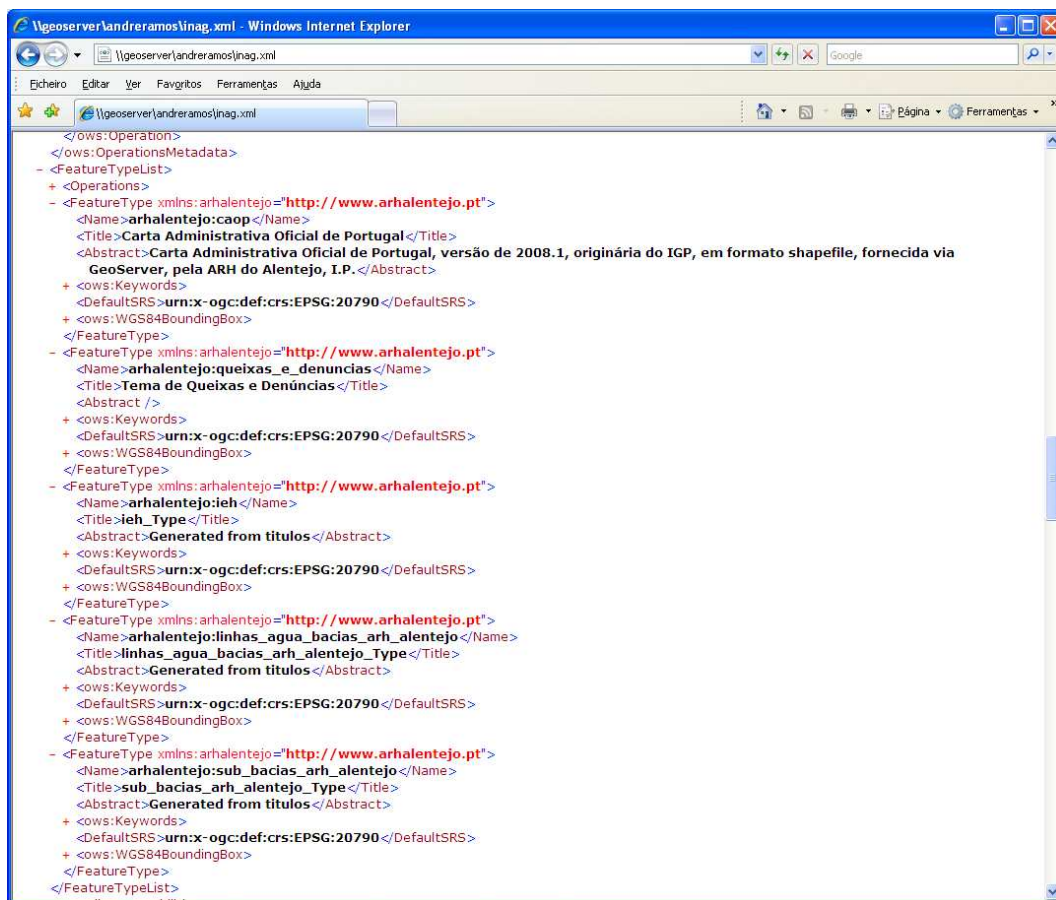 \\geoserver\andreramos\inag.xml - Windows Internet Explorer
\\geoserver\andreramos\inag.xml
Google
Ficheiro Editar Ver Favoritos Ferramentas Ajuda
\\geoserver\andreramos\inag.xml
Página Ferramentas
</ows:Operation>
</ows:OperationsMetadata>
- <FeatureTypeList>
+ <Operations>
- <FeatureType xmlns:arhalentejo="http://www.arhalentejo.pt">
<Name>arhalentejo:caop</Name>
<Title>Carta Administrativa Oficial de Portugal</Title>
<Abstract>Carta Administrativa Oficial de Portugal, versão de 2008.1, originária do IGP, em formato shapefile, fornecida via
GeoServer, pela ARH do Alentejo, I.P.</Abstract>
+ <ows:Keywords>
<DefaultSRS>urn:x-ogc:def:crs:EPSG:20790</DefaultSRS>
+ <ows:WGS84BoundingBox>
</FeatureType>
- <FeatureType xmlns:arhalentejo="http://www.arhalentejo.pt">
<Name>arhalentejo:queixas_e_denuncias</Name>
<Title>Tema de Queixas e Denúncias</Title>
<Abstract />
+ <ows:Keywords>
<DefaultSRS>urn:x-ogc:def:crs:EPSG:20790</DefaultSRS>
+ <ows:WGS84BoundingBox>
</FeatureType>
- <FeatureType xmlns:arhalentejo="http://www.arhalentejo.pt">
<Name>arhalentejo:ieh</Name>
<Title>ieh_Type</Title>
<Abstract>Generated from titulos</Abstract>
+ <ows:Keywords>
<DefaultSRS>urn:x-ogc:def:crs:EPSG:20790</DefaultSRS>
+ <ows:WGS84BoundingBox>
</FeatureType>
- <FeatureType xmlns:arhalentejo="http://www.arhalentejo.pt">
<Name>arhalentejo:linhas_agua_bacias_arh_alentejo</Name>
<Title>linhas_agua_bacias_arh_alentejo_Type</Title>
<Abstract>Generated from titulos</Abstract>
+ <ows:Keywords>
<DefaultSRS>urn:x-ogc:def:crs:EPSG:20790</DefaultSRS>
+ <ows:WGS84BoundingBox>
</FeatureType>
- <FeatureType xmlns:arhalentejo="http://www.arhalentejo.pt">
<Name>arhalentejo:sub_bacias_arh_alentejo</Name>
<Title>sub_bacias_arh_alentejo_Type</Title>
<Abstract>Generated from titulos</Abstract>
+ <ows:Keywords>
<DefaultSRS>urn:x-ogc:def:crs:EPSG:20790</DefaultSRS>
+ <ows:WGS84BoundingBox>
</FeatureType>
</FeatureTypeList>